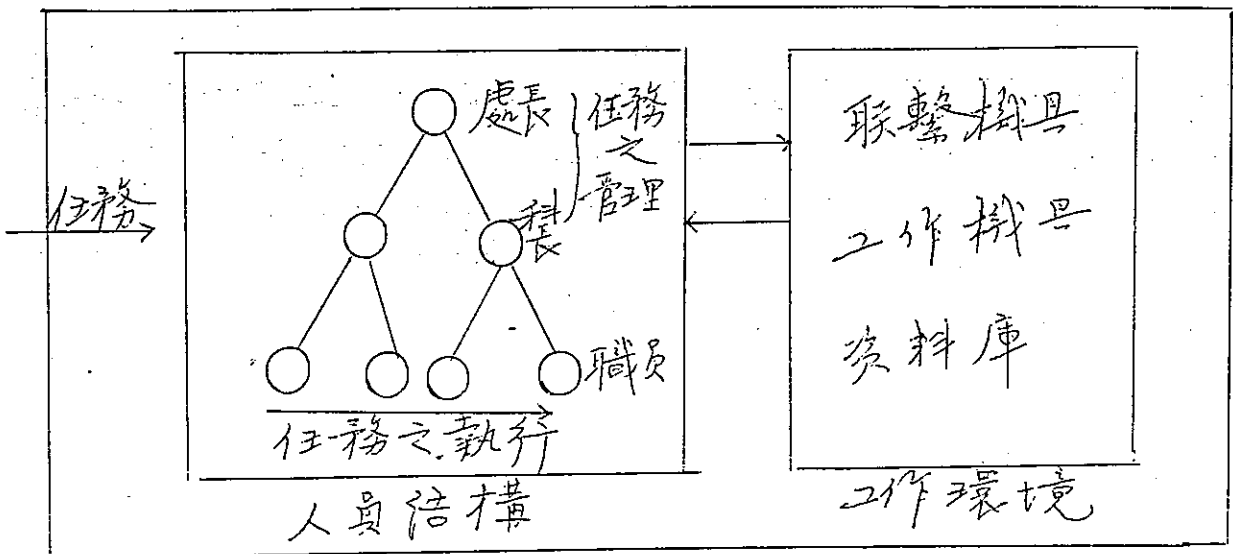 任務
處長
任務
之
管理
科長
職員
任務之執行
人員結構
联繫機具
工作機具
資料庫
工作環境